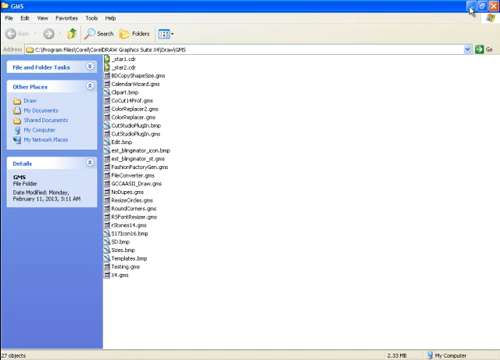 GMS
File Edit View Favorites Tools Help
Back Search Folders
Address C:\Program Files\Corel\CorelDRAW Graphics Suite X4\Draw\GMS Go
File and Folder Tasks
Other Places
Draw
My Documents
Shared Documents
My Computer
My Network Places
Details
GMS
File Folder
Date Modified: Monday,
February 11, 2013, 3:11 AM
_star1.cdr
_star2.cdr
BDCopyShapeSize.gms
CalendarWizard.gms
Clipart.bmp
CoCut14Prof.gms
ColorReplacer2.gms
ColorReplacer.gms
CutStudioPlugIn.bmp
CutStudioPlugIn.gms
Edit.bmp
est_blinginator_icon.bmp
est_blinginator_st.gms
FashionFactoryGen.gms
FileConverter.gms
GCCAASII_Draw.gms
NoDupes.gms
ResizeCircles.gms
RoundCorners.gms
RSFontResizer.gms
rStones14.gms
S17Icon16.bmp
SD.bmp
Sizes.bmp
Templates.bmp
Testing.gms
X4.gms
27 objects 2.33 MB My Computer